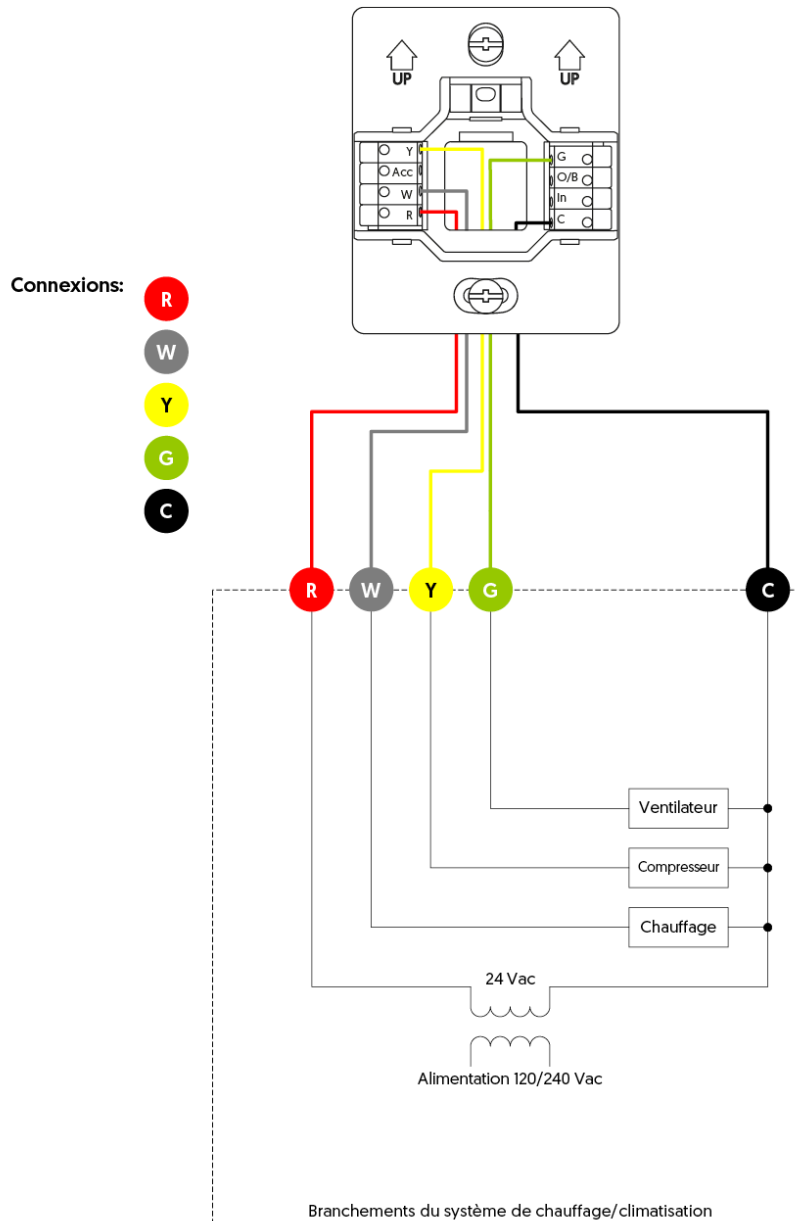 UP UP
Y G
Acc O/B
W In
R C
Connexions:
R
W
Y
G
C
R W Y G C
Ventilateur
Compresseur
Chauffage
24 Vac
Alimentation 120/240 Vac
Branchements du système de chauffage/climatisation